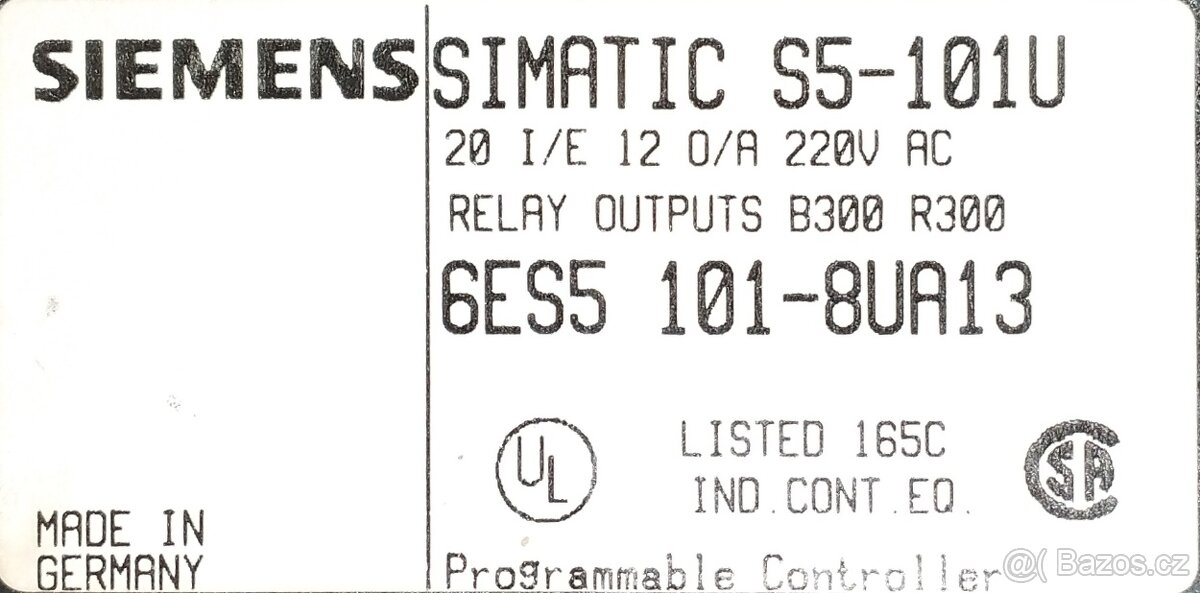 SIEMENS
SIMATIC S5-101U
20 I/E 12 O/A 220V AC
RELAY OUTPUTS B300 R300
6ES5 101-8UA13
UL
LISTED 165C
IND.CONT.EQ.
CSA
MADE IN
GERMANY
Programmable Controller
@( Bazos.cz